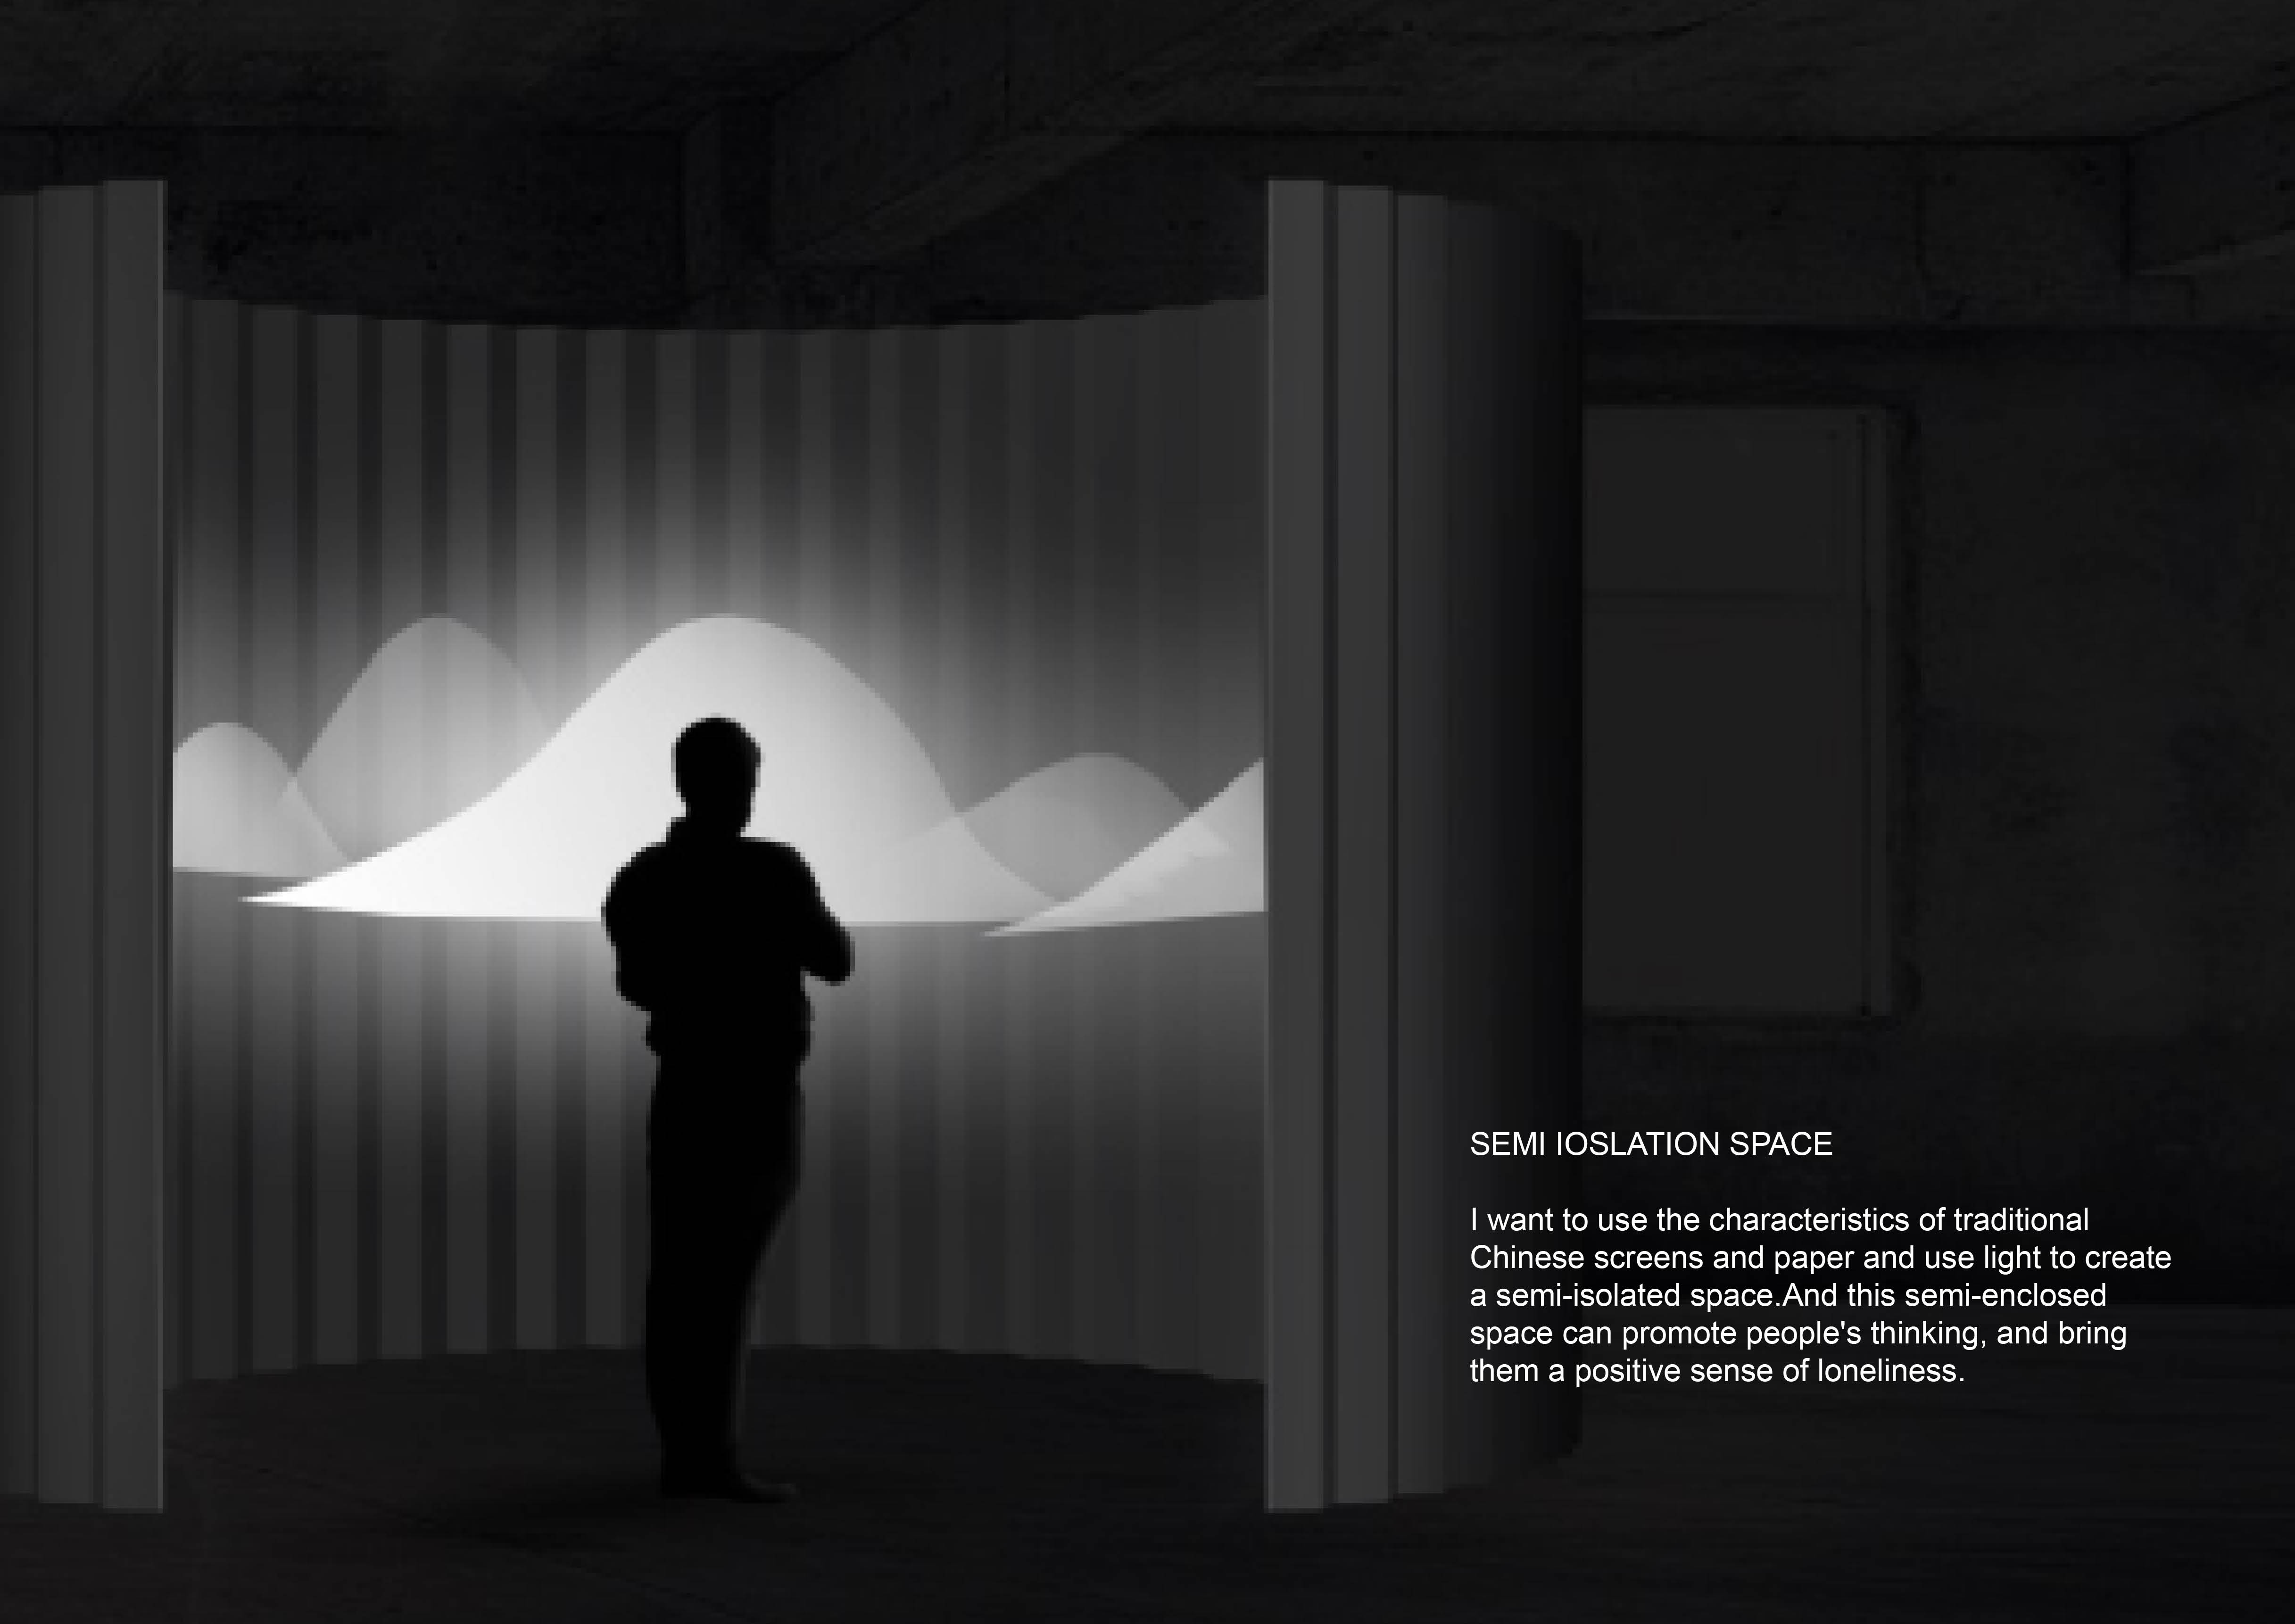 SEMI IOSLATION SPACE
I want to use the characteristics of traditional
Chinese screens and paper and use light to create
a semi-isolated space.And this semi-enclosed
space can promote people's thinking, and bring
them a positive sense of loneliness.